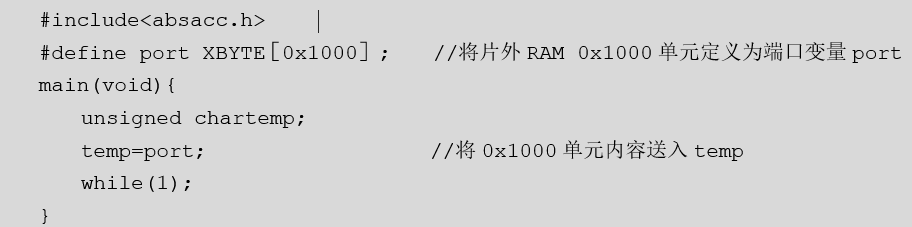 #include<absacc.h>
#define port XBYTE[0x1000]; //将片外 RAM 0x1000 单元定义为端口变量 port
main(void){
unsigned chartemp;
temp=port; //将 0x1000 单元内容送入 temp
while(1);
}